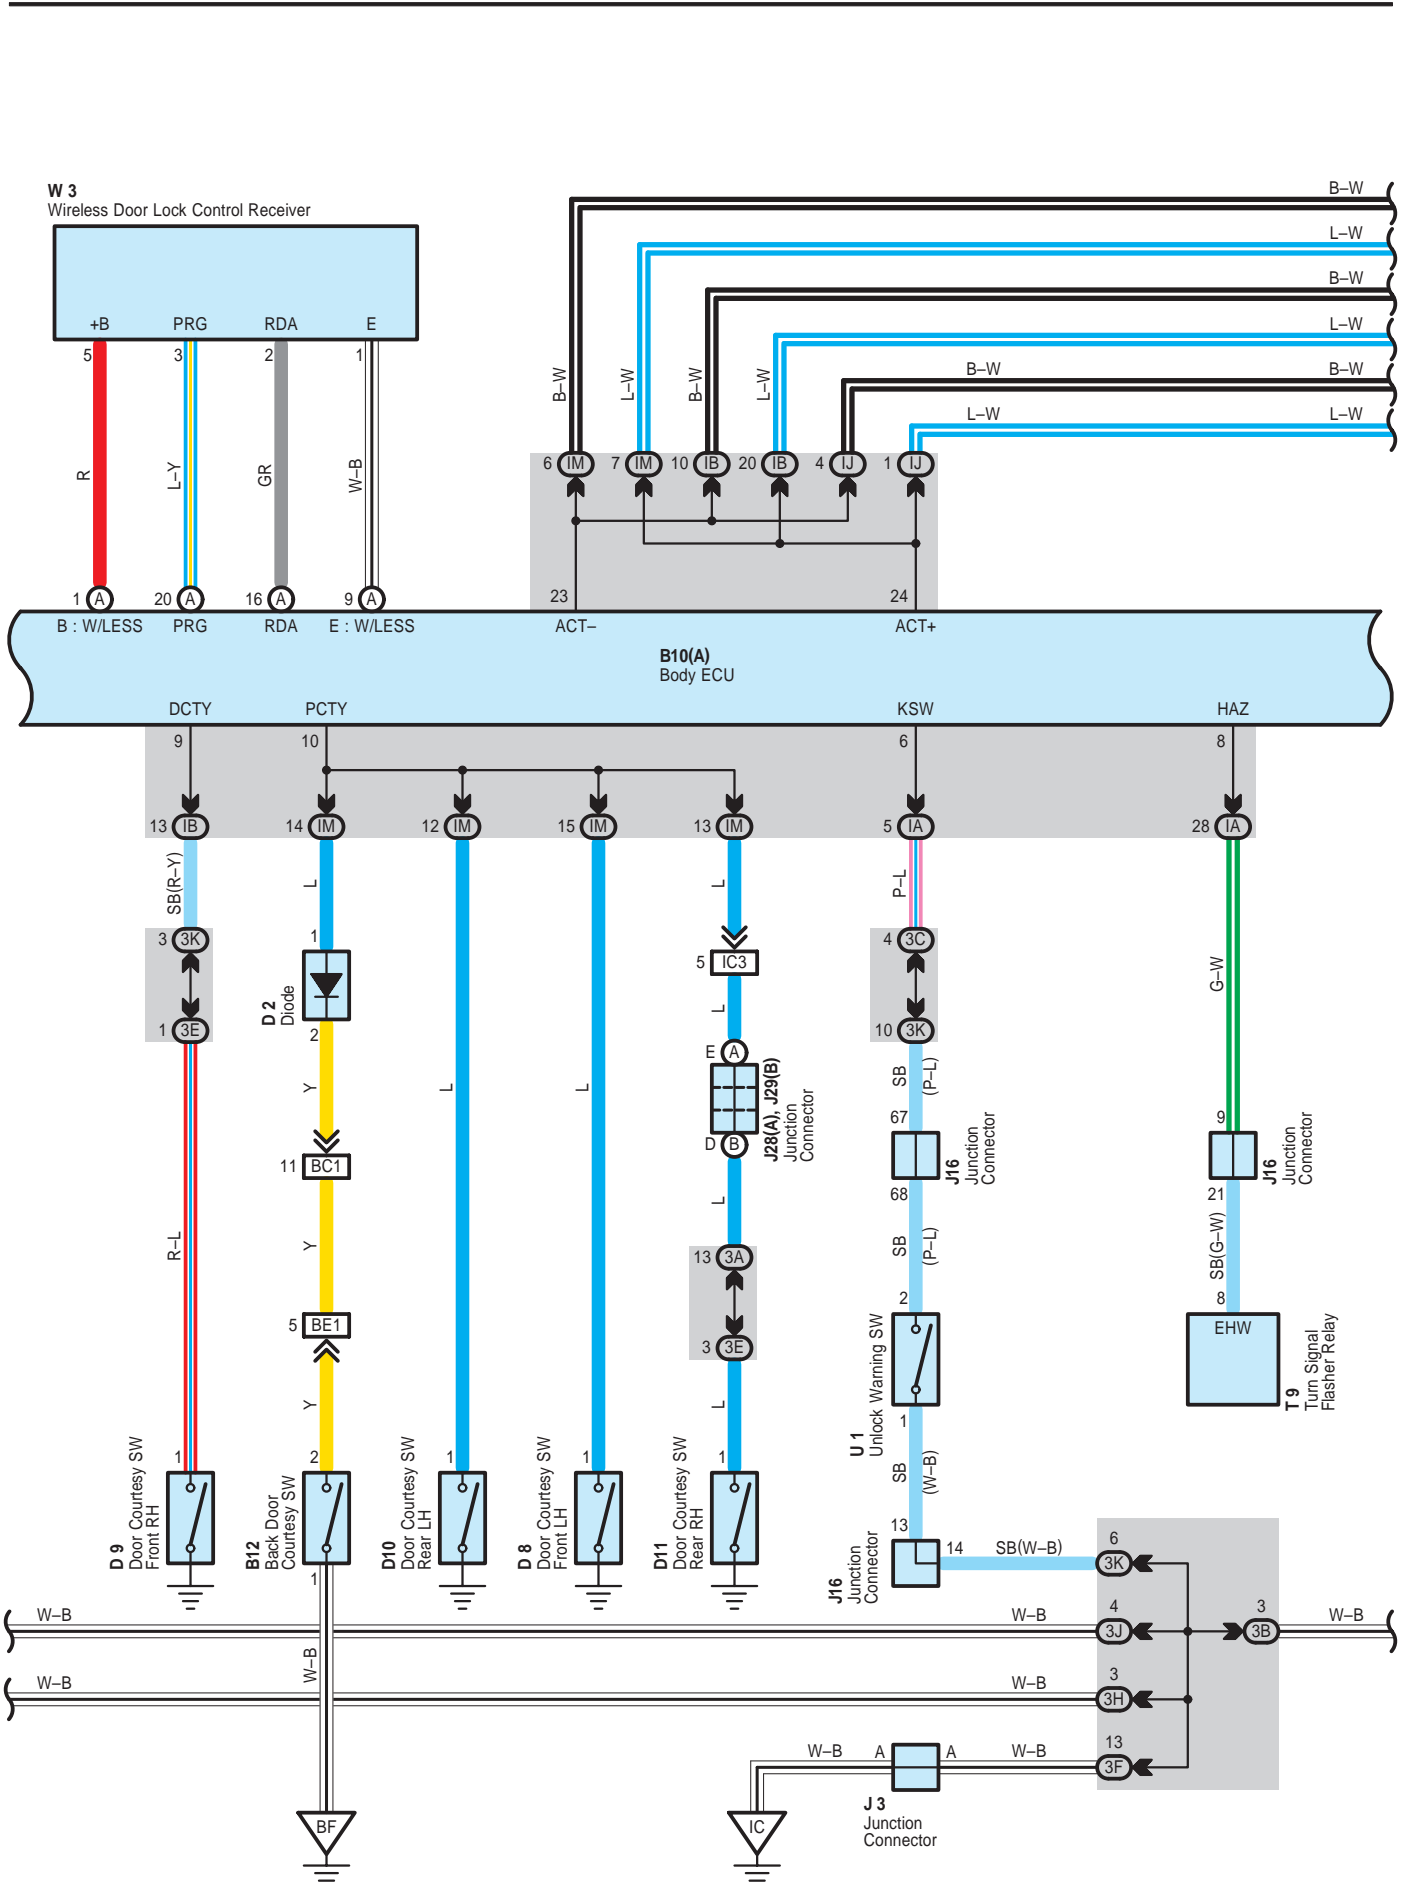 W 3
Wireless Door Lock Control Receiver
+B PRG RDA E
5 3 2 1
R L–Y GR W–B
1 A 20 A 16 A 9 A
B–W
L–W
B–W
L–W
B–W B–W
L–W L–W
B–W L–W B–W L–W
6 IM 7 IM 10 IB 20 IB 4 IJ 1 IJ
23 24
B : W/LESS PRG RDA E : W/LESS ACT– ACT+
B10(A)
Body ECU
DCTY PCTY KSW HAZ
9 10 6 8
13 IB 14 IM 12 IM 15 IM 13 IM 5 IA 28 IA
SB(R–Y) L L P–L
3 3K 1 4 3C
D 2
Diode
5 IC3
L G–W
1 3E 2 10 3K
E A
J28(A), J29(B)
Junction
Connector
D B
SB (P–L)
Y L L
67 9
J16
Junction
Connector
J16
Junction
Connector
11 BC1
68 21
L
R–L Y SB (P–L) SB(G–W)
13 3A
2 8
5 BE1
3 3E
U 1
Unlock Warning SW
EHW
T 9
Turn Signal
Flasher Relay
Y L 1
SB (W–B)
1 2 1 1 1
D 9
Door Courtesy SW
Front RH
B12
Back Door
Courtesy SW
D10
Door Courtesy SW
Rear LH
D 8
Door Courtesy SW
Front LH
D11
Door Courtesy SW
Rear RH
13
14 SB(W–B) 6 3K
J16
Junction
Connector
1
W–B W–B 4 3J 3 3B W–B
W–B
W–B W–B 3 3H
W–B A A W–B 13 3F
J 3
Junction
Connector
BF IC